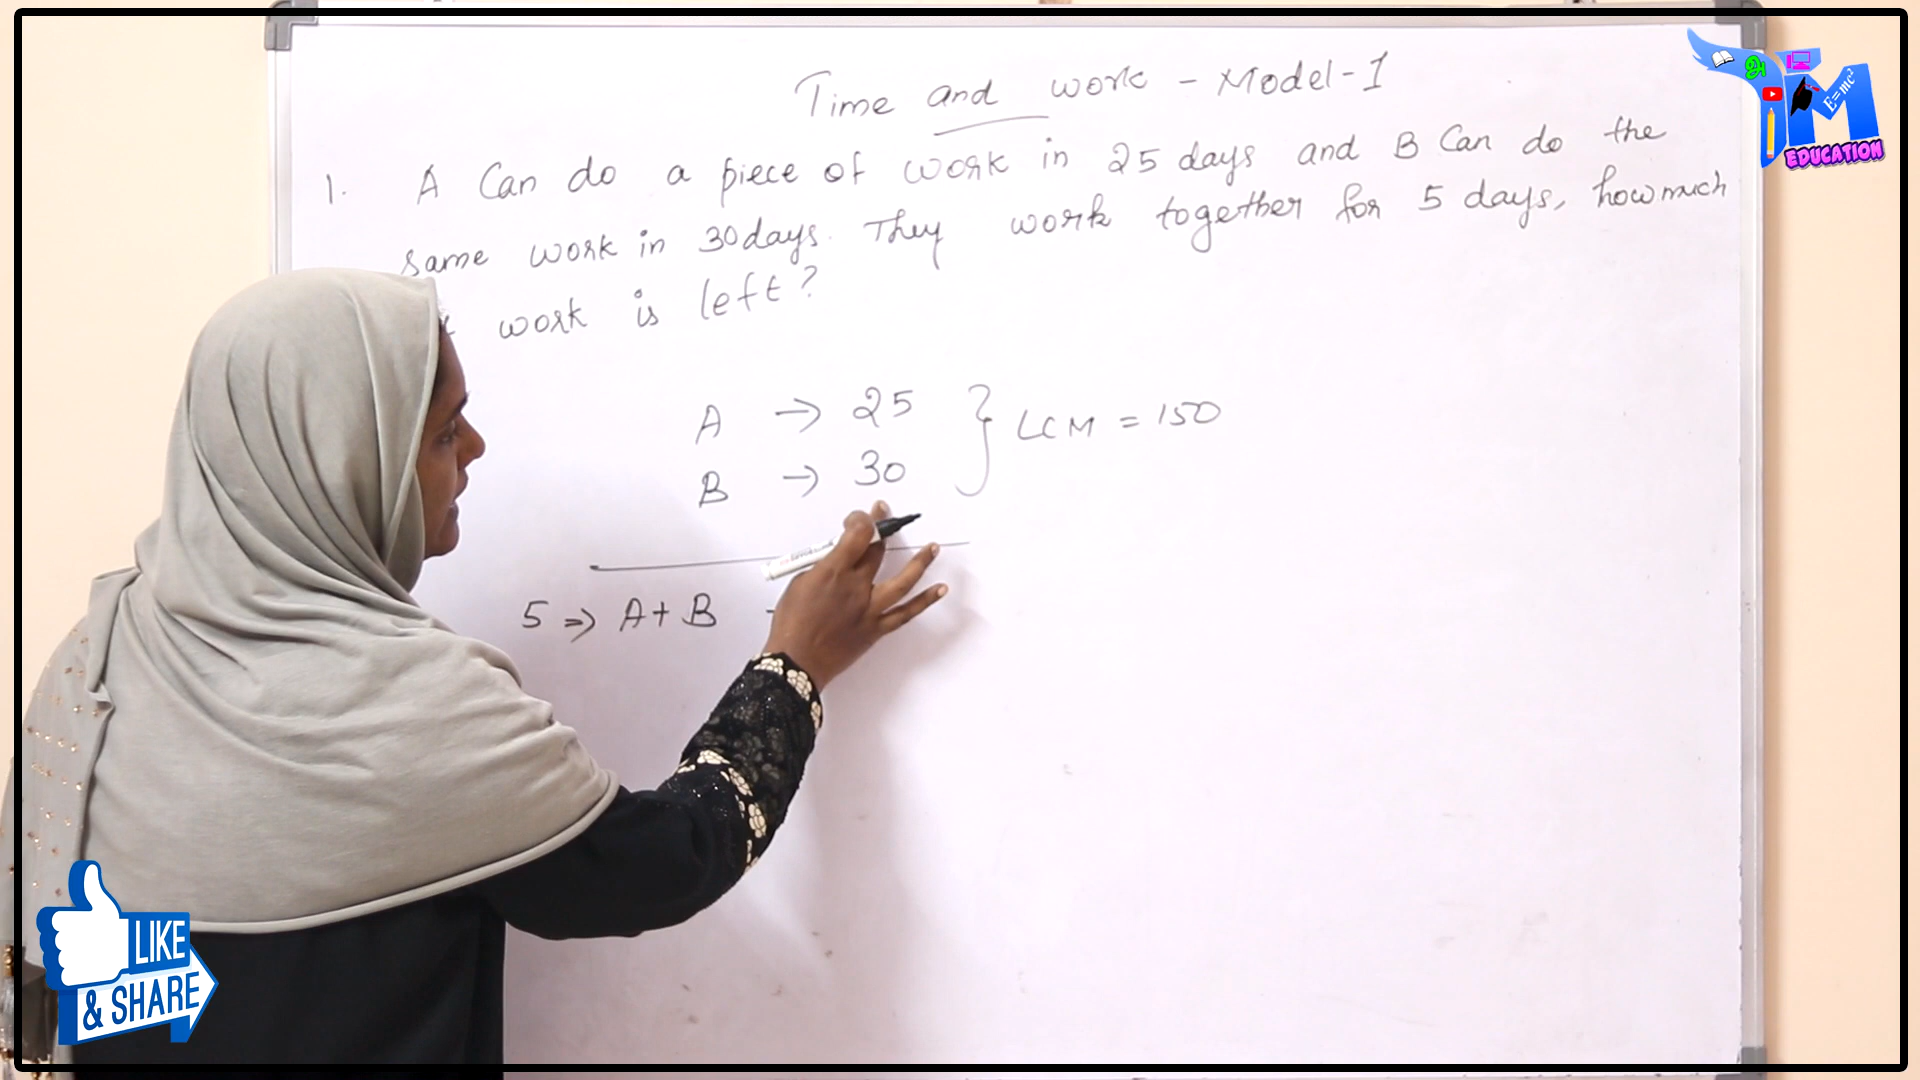 Time and work - Model-1
1. A Can do a piece of work in 25 days and B Can do the
same work in 30days. They work together for 5 days, how much
work is left?
A → 25
B → 30
} LCM = 150
5 ⇒ A+B
அ
E=mc²
TM
EDUCATION
LIKE
& SHARE